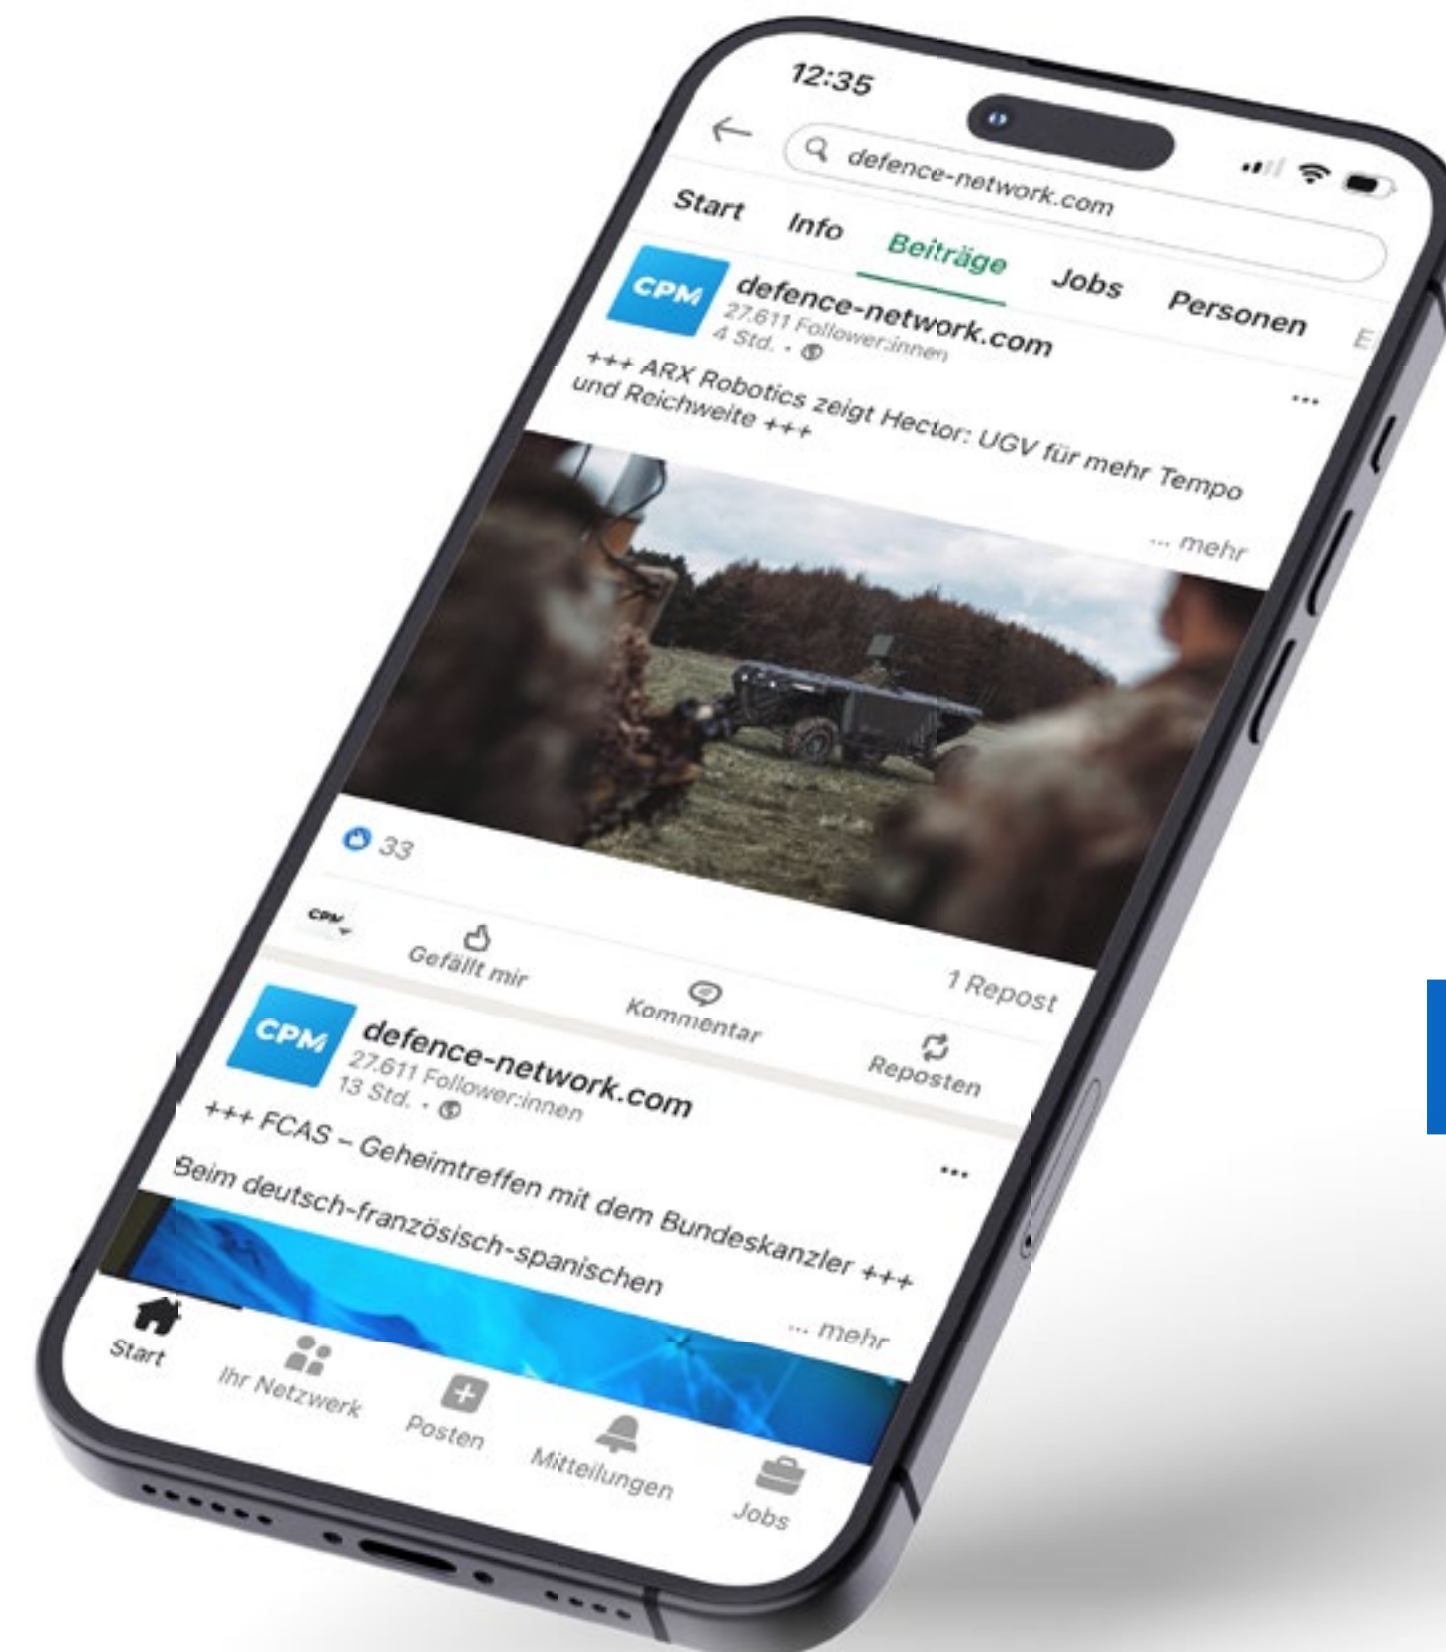 12:35
defence-network.com
Start Info Beiträge Jobs Personen E
CPM
defence-network.com
27.611 Follower:innen
4 Std. •
+++ ARX Robotics zeigt Hector: UGV für mehr Tempo
und Reichweite +++
... mehr
33
1 Repost
CPM
Gefällt mir
Kommentar
Reposten
CPM
defence-network.com
27.611 Follower:innen
13 Std. •
+++ FCAS – Geheimtreffen mit dem Bundeskanzler +++
Beim deutsch-französisch-spanischen
... mehr
Start
Ihr Netzwerk
Posten
Mitteilungen
Jobs